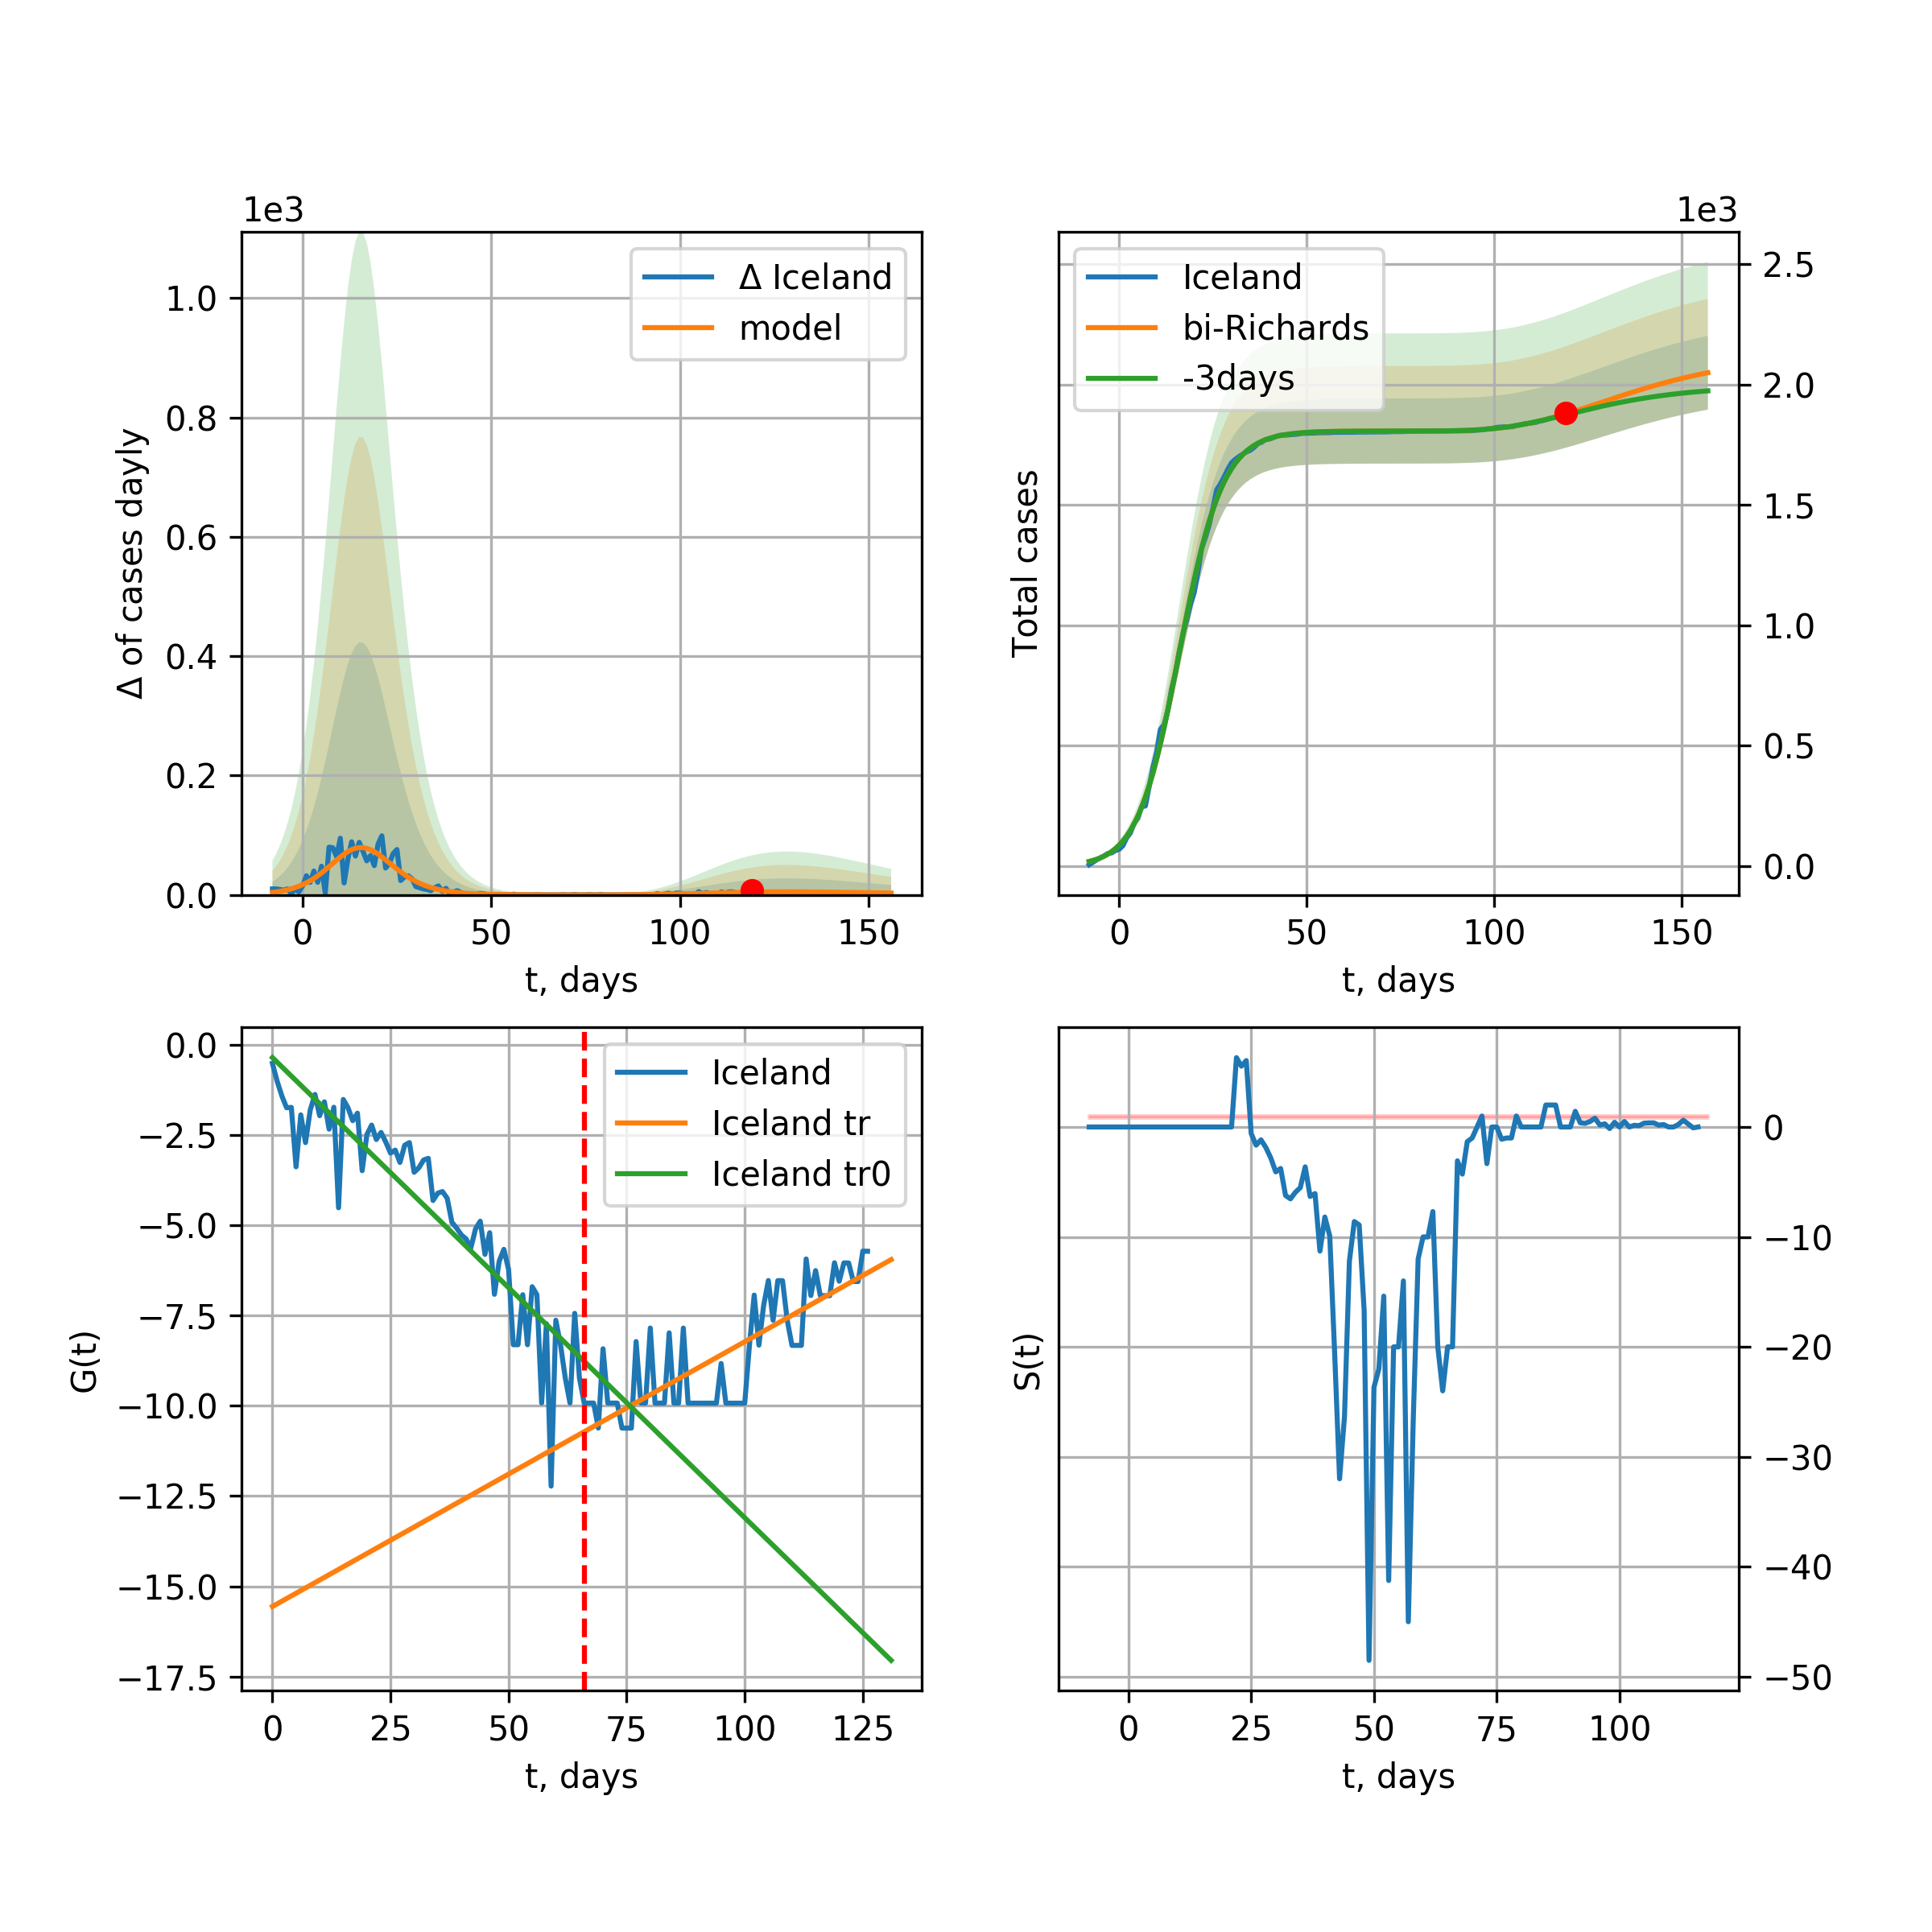 1e3
Δ of cases dayly
1.0
0.8
0.6
0.4
0.2
0.0
Δ Iceland
model
0
50
100
150
t, days
1e3
Total cases
Iceland
bi-Richards
-3days
2.5
2.0
1.5
1.0
0.5
0.0
0
50
100
150
t, days
G(t)
0.0
−2.5
−5.0
−7.5
−10.0
−12.5
−15.0
−17.5
Iceland
Iceland tr
Iceland tr0
0
25
50
75
100
125
t, days
S(t)
0
−10
−20
−30
−40
−50
0
25
50
75
100
t, days